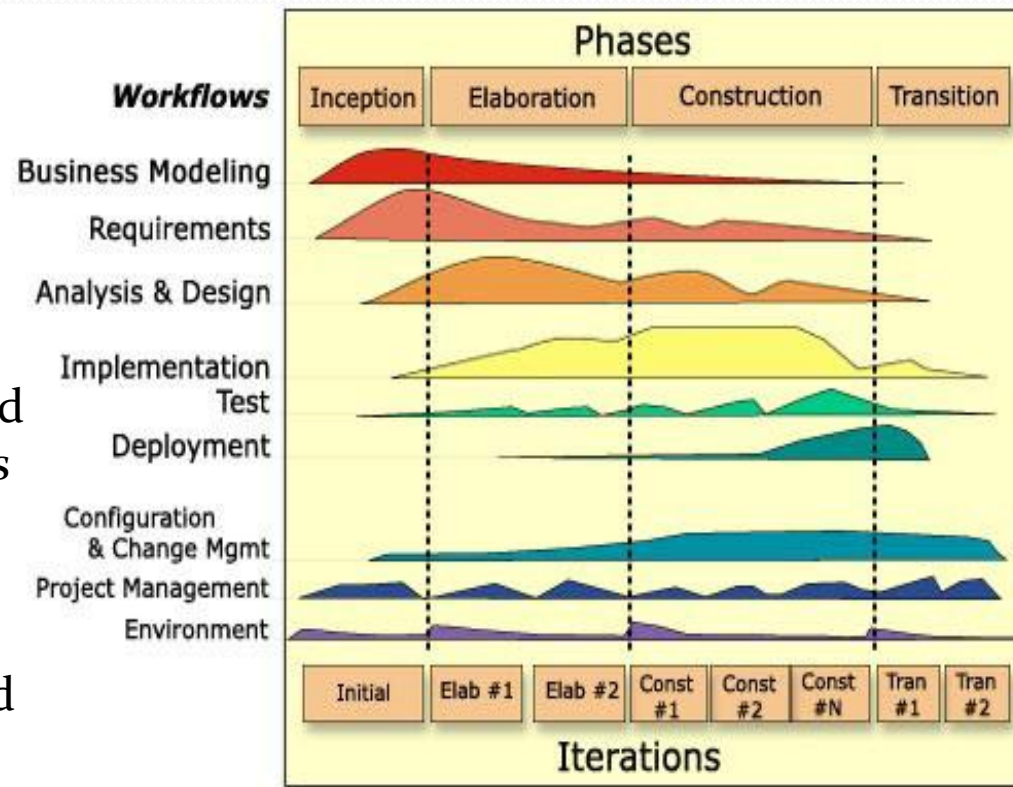 Phases
Workflows Inception Elaboration Construction Transition
Business Modeling
Requirements
Analysis & Design
Implementation
Test
Deployment
Configuration
& Change Mgmt
Project Management
Environment
Initial Elab #1 Elab #2 Const #1 Const #2 Const #N Tran #1 Tran #2
Iterations